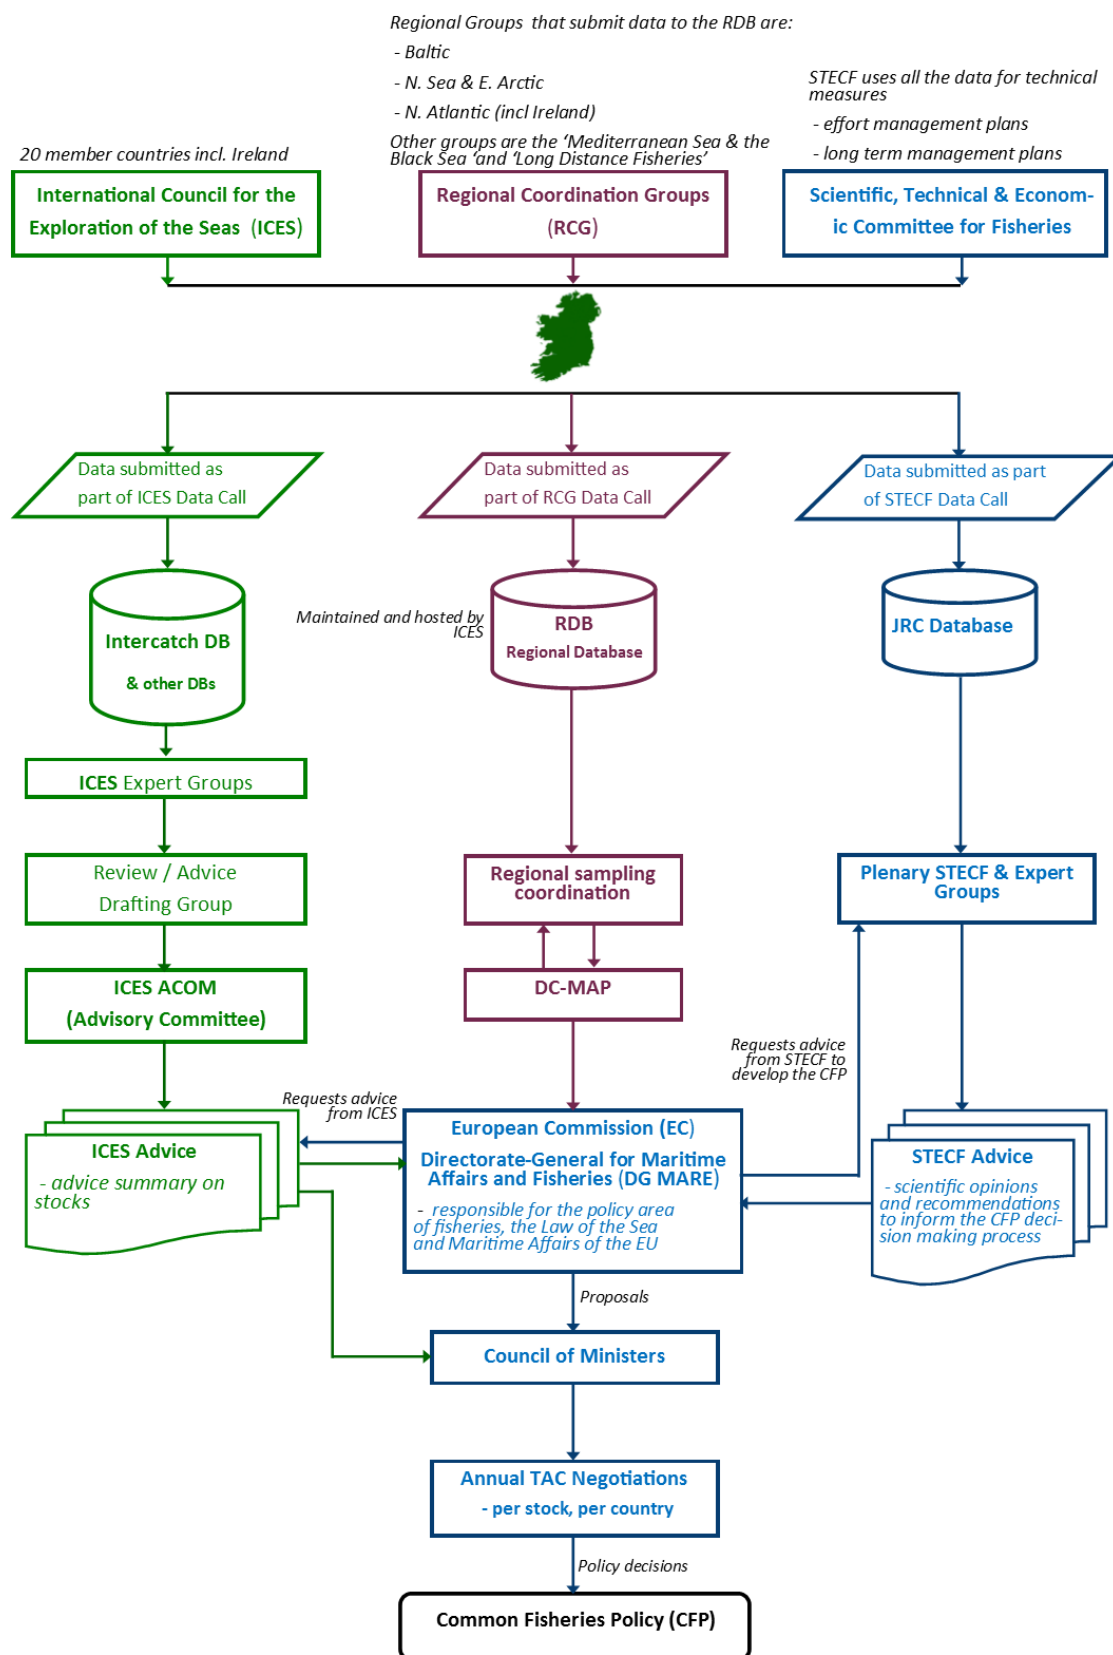 Regional Groups  that submit data to the RDB are:
- Baltic
- N. Sea & E. Arctic
- N. Atlantic (incl Ireland)
Other groups are the ‘Mediterranean Sea & the
Black Sea ‘and ‘Long Distance Fisheries’
STECF uses all the data for technical
measures
- effort management plans
- long term management plans
20 member countries incl. Ireland
International Council for the
Exploration of the Seas  (ICES)
Regional Coordination Groups
(RCG)
Scientific, Technical & Econom-
ic Committee for Fisheries
Data submitted as
part of ICES Data Call
Data submitted as
part of RCG Data Call
Data submitted as part
of STECF Data Call
Intercatch DB
& other DBs
Maintained and hosted by
ICES
RDB
Regional Database
JRC Database
ICES Expert Groups
Review / Advice
Drafting Group
Regional sampling
coordination
Plenary STECF & Expert
Groups
ICES ACOM
(Advisory Committee)
DC-MAP
Requests advice
from STECF to
develop the CFP
Requests advice
from ICES
ICES Advice
- advice summary on
stocks
European Commission (EC)
Directorate-General for Maritime
Affairs and Fisheries (DG MARE)
- responsible for the policy area
of fisheries, the Law of the Sea
and Maritime Affairs of the EU
STECF Advice
- scientific opinions
and recommendations
to inform the CFP deci-
sion making process
Proposals
Council of Ministers
Annual TAC Negotiations
- per stock, per country
Policy decisions
Common Fisheries Policy (CFP)